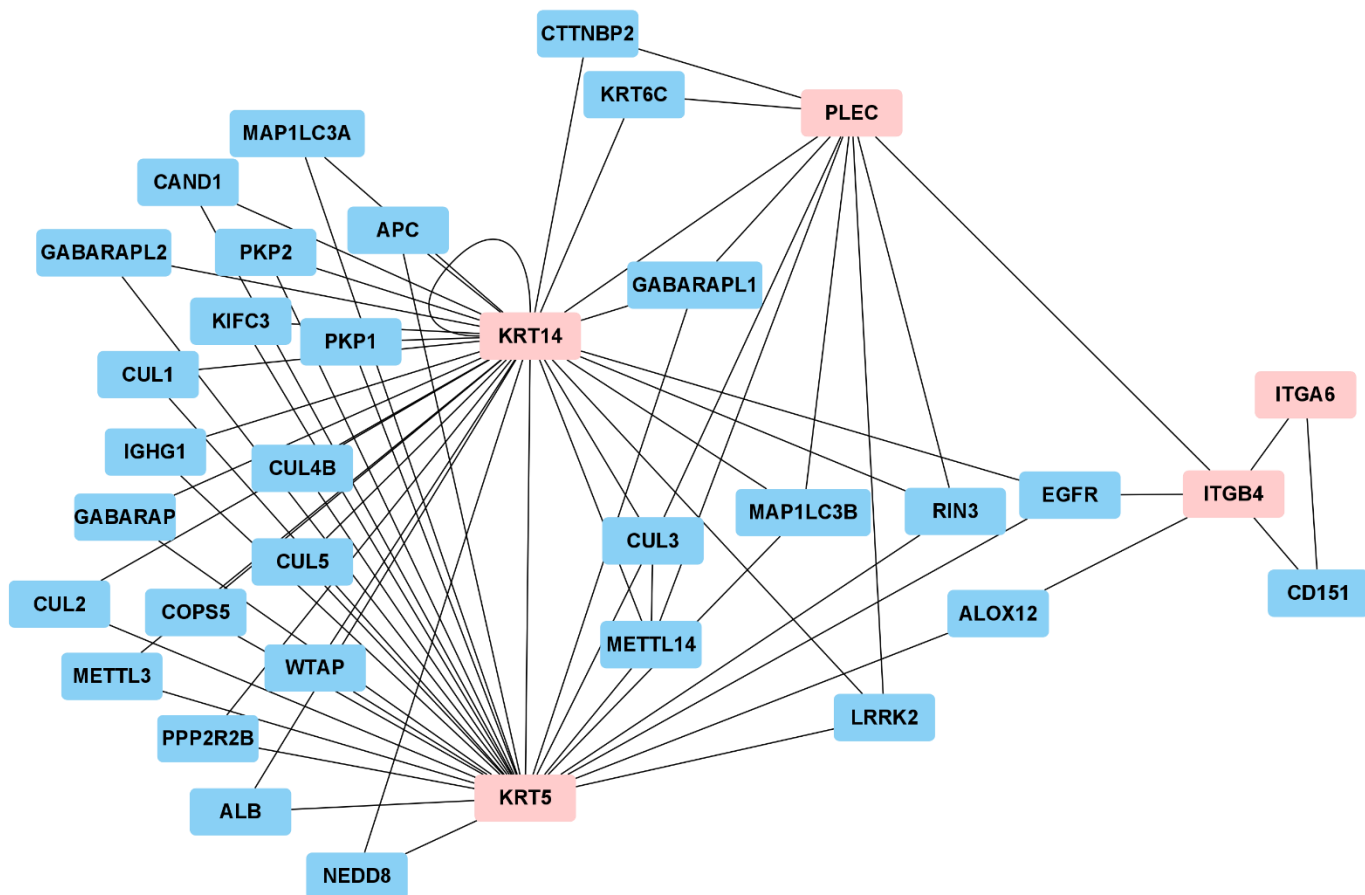 CTTNBP2
KRT6C
PLEC
MAP1LC3A
CAND1
APC
GABARAPL2
PKP2
GABARAPL1
KIFC3
PKP1
KRT14
CUL1
ITGA6
IGHG1
CUL4B
EGFR
ITGB4
GABARAP
MAP1LC3B
RIN3
CUL5
CUL3
CUL2
COPS5
ALOX12
CD151
METTL3
WTAP
METTL14
PPP2R2B
LRRK2
ALB
KRT5
NEDD8